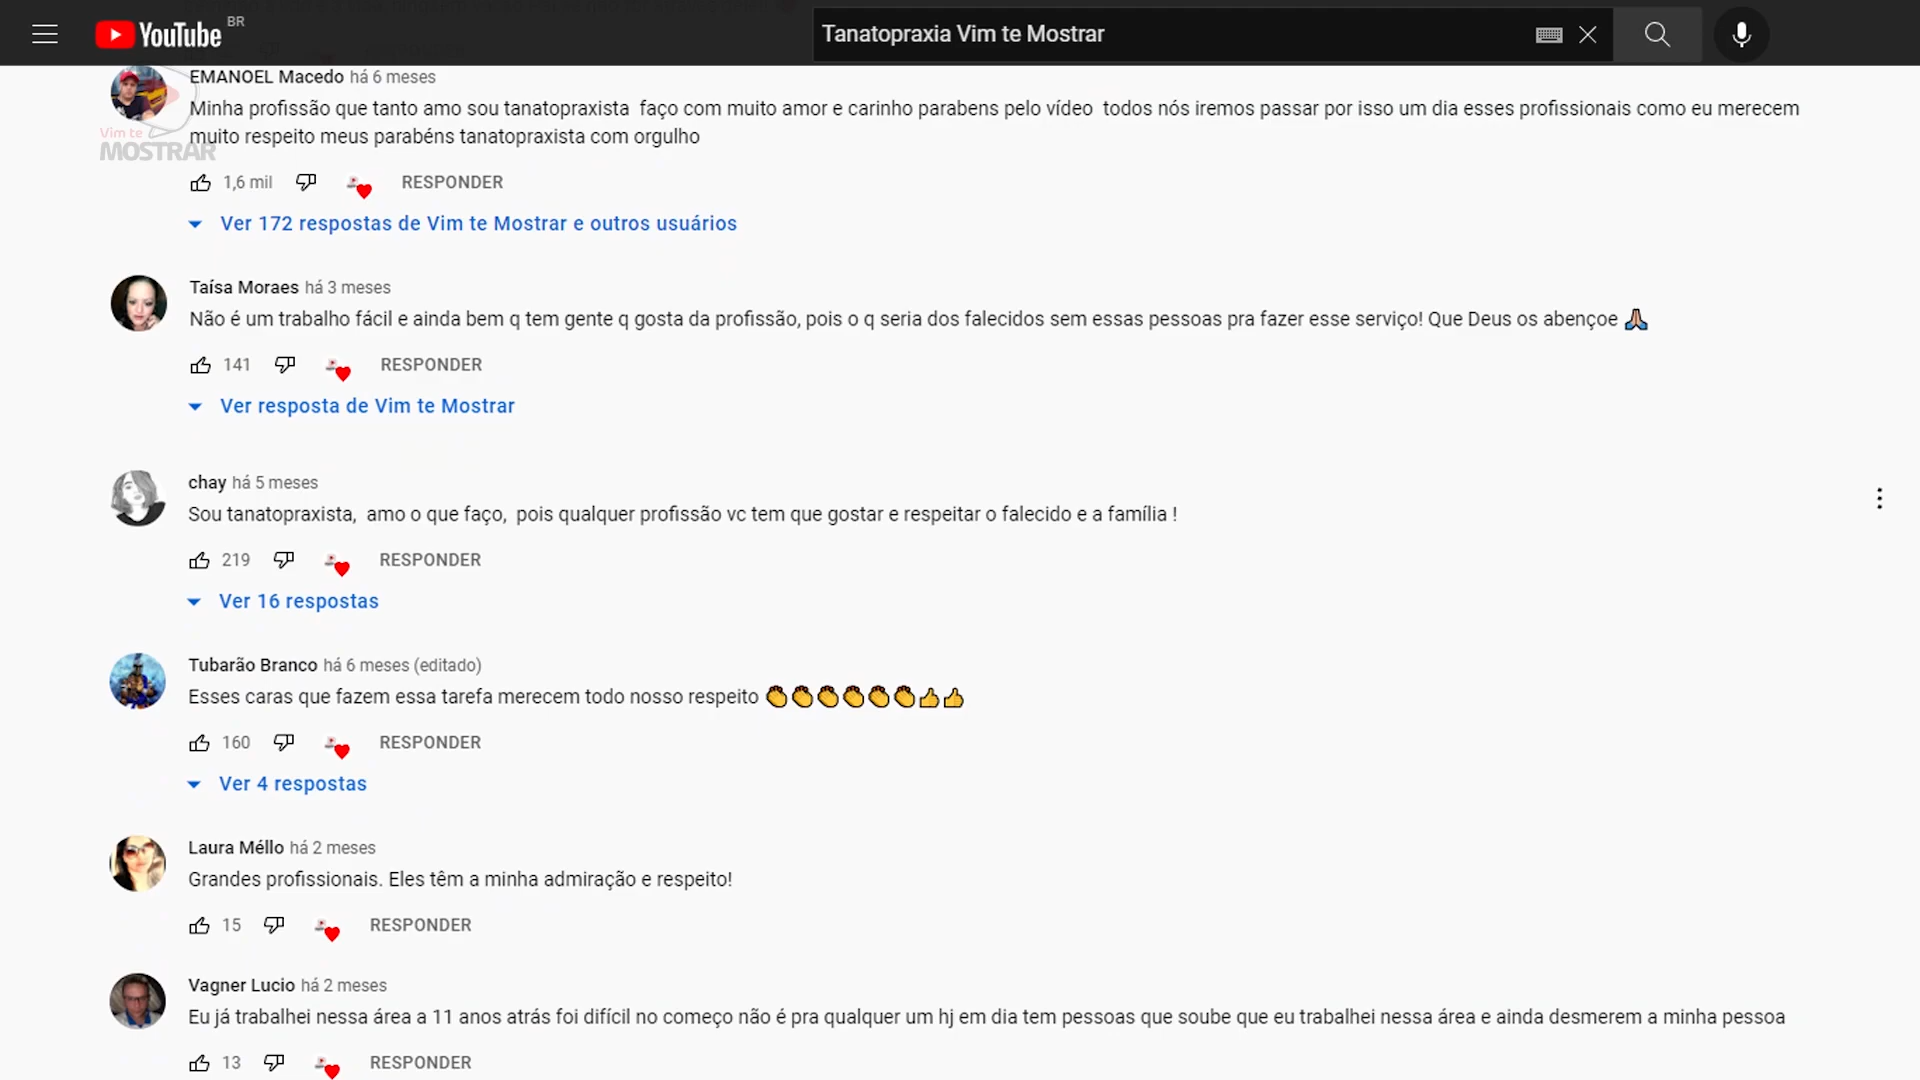 YouTube BR
Tanatopraxia Vim te Mostrar
EMANOEL Macedo há 6 meses
Minha profissão que tanto amo sou tanatopraxista faço com muito amor e carinho parabens pelo vídeo todos nós iremos passar por isso um dia esses profissionais como eu merecem
muito respeito meus parabéns tanatopraxista com orgulho
Vim te
MOSTRAR
1,6 mil RESPONDER
Ver 172 respostas de Vim te Mostrar e outros usuários
Taísa Moraes há 3 meses
Não é um trabalho fácil e ainda bem q tem gente q gosta da profissão, pois o q seria dos falecidos sem essas pessoas pra fazer esse serviço! Que Deus os abençoe 🙏
141 RESPONDER
Ver resposta de Vim te Mostrar
chay há 5 meses
Sou tanatopraxista, amo o que faço, pois qualquer profissão vc tem que gostar e respeitar o falecido e a família !
219 RESPONDER
Ver 16 respostas
Tubarão Branco há 6 meses (editado)
Esses caras que fazem essa tarefa merecem todo nosso respeito 👏👏👏👏👏👏👍👍
160 RESPONDER
Ver 4 respostas
Laura Méllo há 2 meses
Grandes profissionais. Eles têm a minha admiração e respeito!
15 RESPONDER
Vagner Lucio há 2 meses
Eu já trabalhei nessa área a 11 anos atrás foi difícil no começo não é pra qualquer um hj em dia tem pessoas que soube que eu trabalhei nessa área e ainda desmerem a minha pessoa
13 RESPONDER